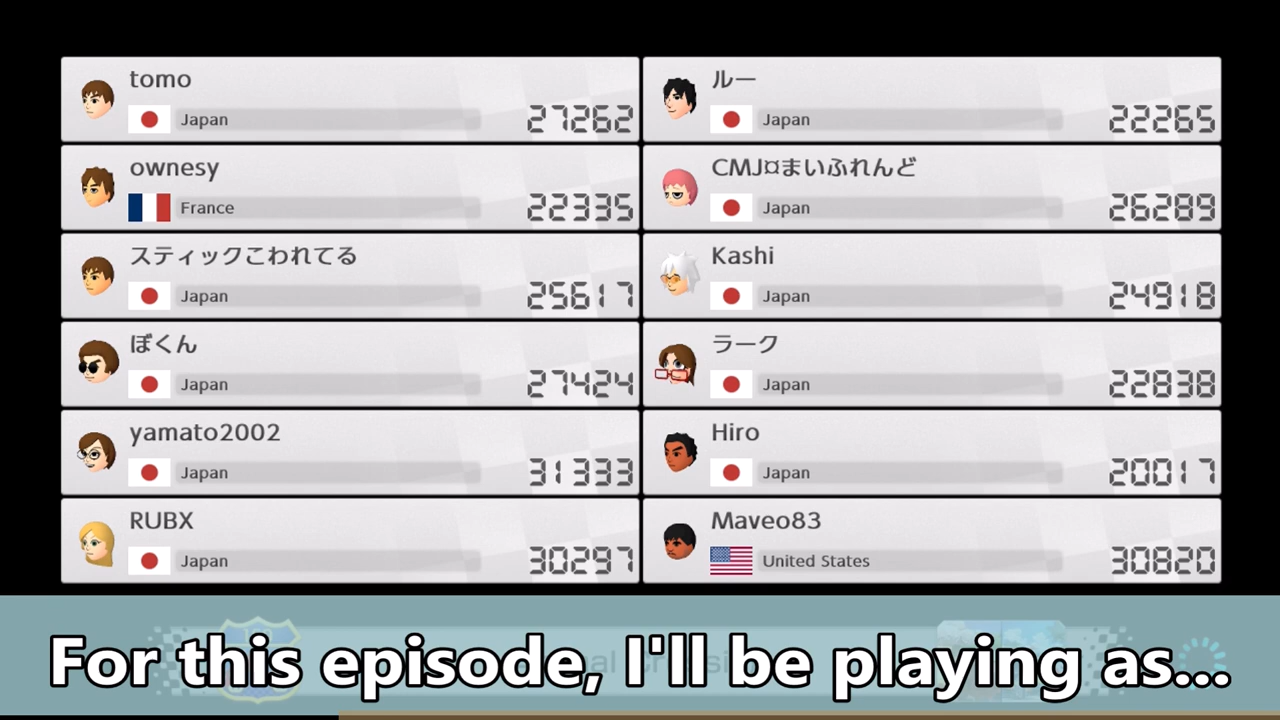 tomo
Japan
27262
ルー
Japan
22265
ownesy
France
22335
CMJ¤まいふれんど
Japan
26289
スティックこわれてる
Japan
25617
Kashi
Japan
24918
ぼくん
Japan
27424
ラーク
Japan
22838
yamato2002
Japan
31333
Hiro
Japan
20017
RUBX
Japan
30297
Maveo83
United States
30820
For this episode, I'll be playing as...